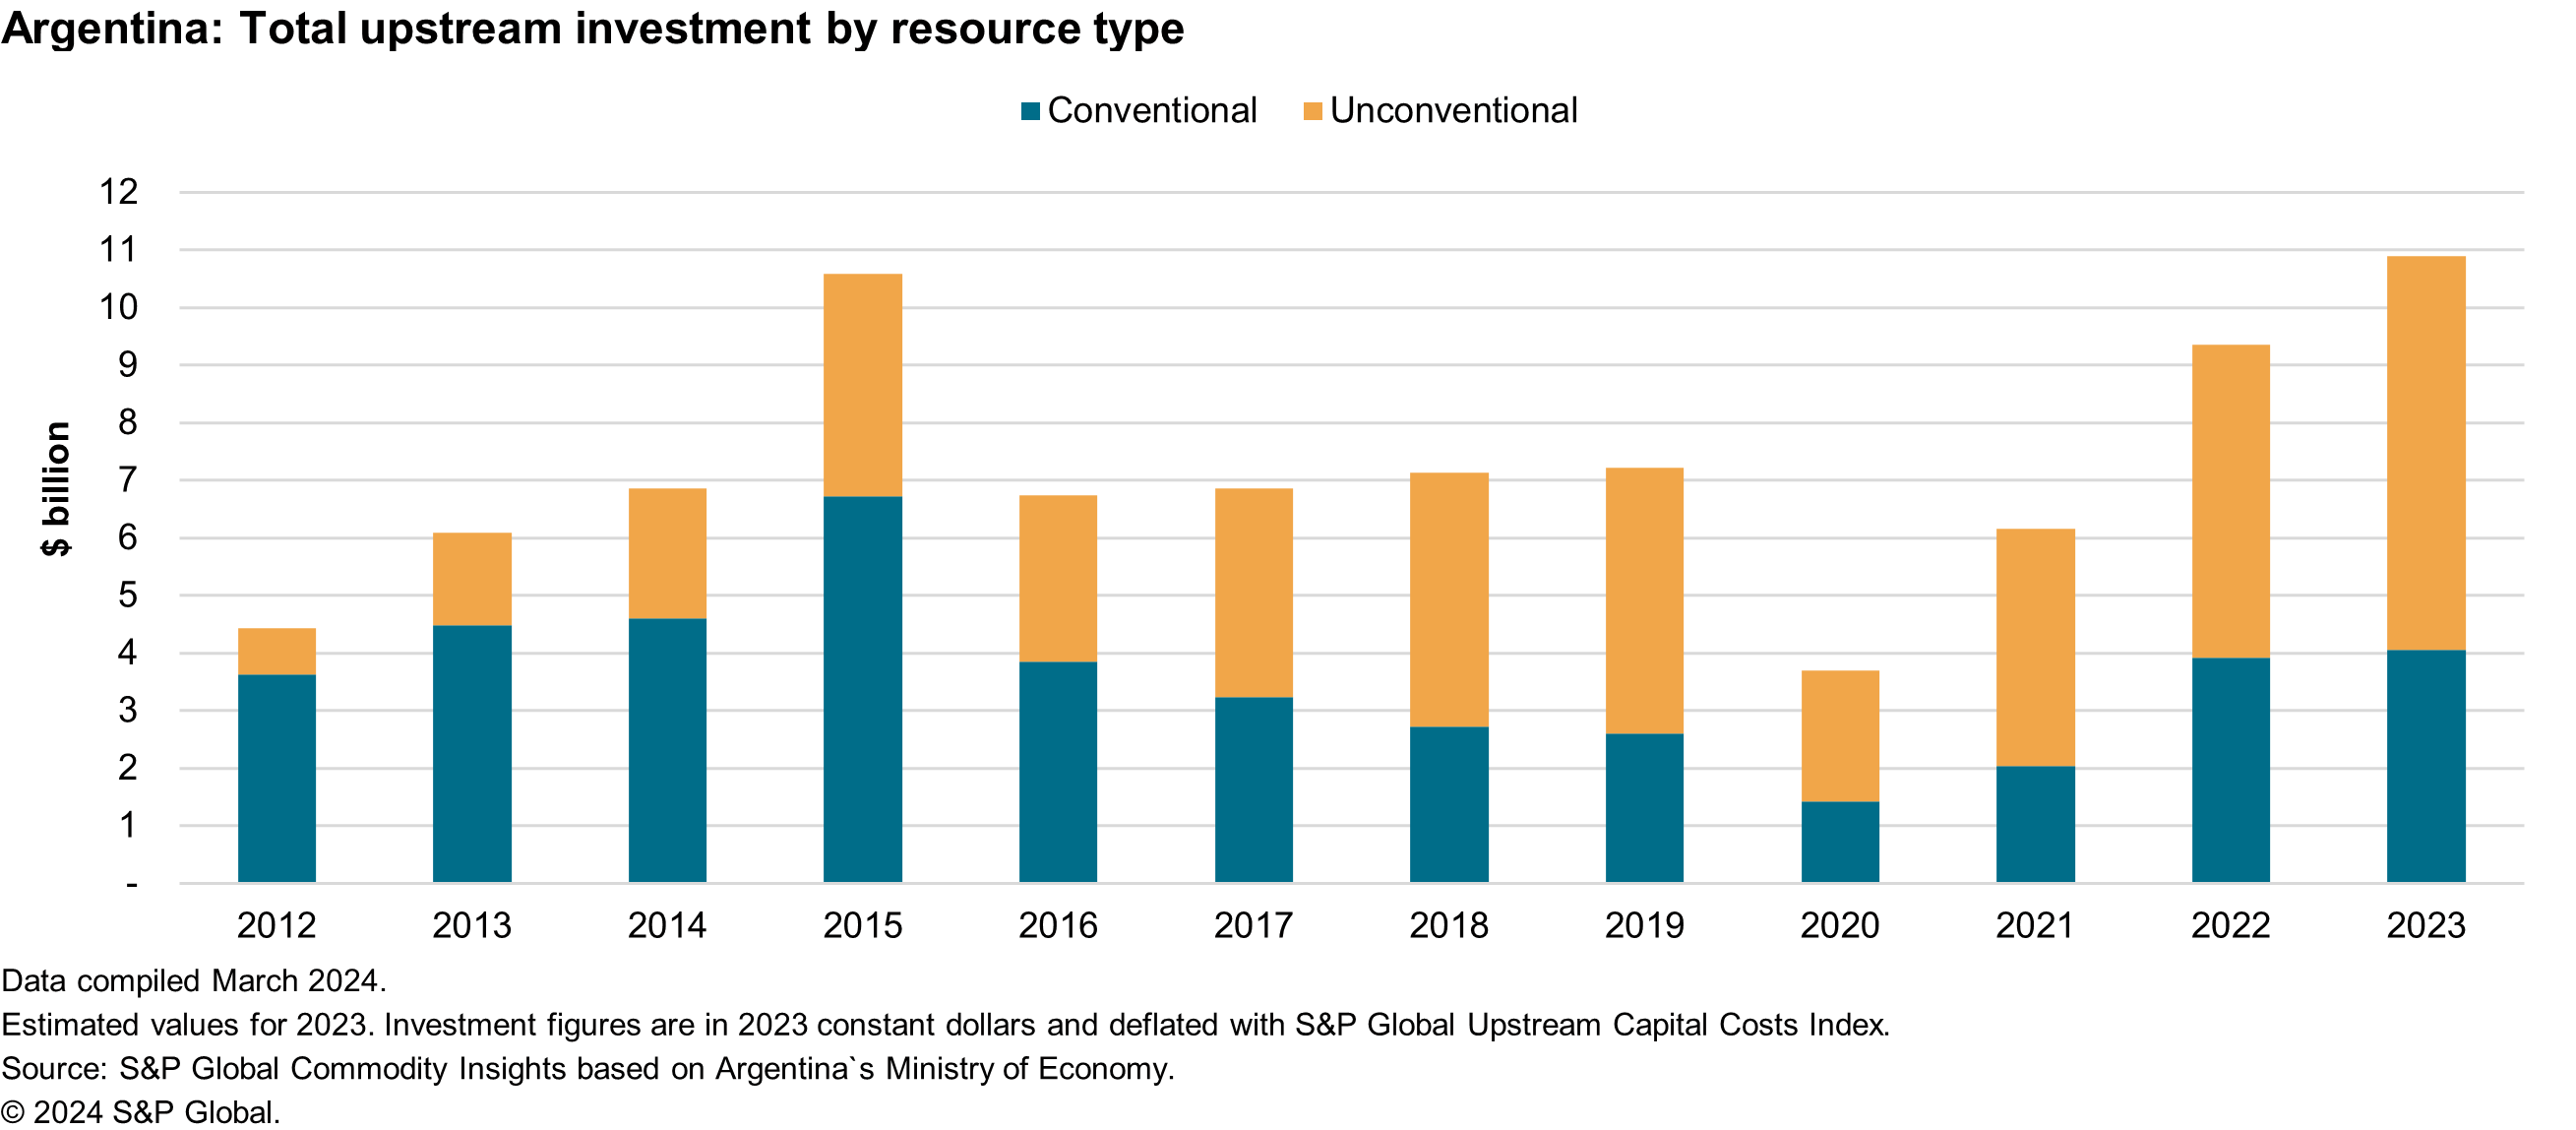 Argentina: Total upstream investment by resource type
Conventional Unconventional
12
11
10
9
8
7
6
5
4
3
2
1
-
$ billion
2012 2013 2014 2015 2016 2017 2018 2019 2020 2021 2022 2023
Data compiled March 2024.
Estimated values for 2023. Investment figures are in 2023 constant dollars and deflated with S&P Global Upstream Capital Costs Index.
Source: S&P Global Commodity Insights based on Argentina`s Ministry of Economy.
© 2024 S&P Global.